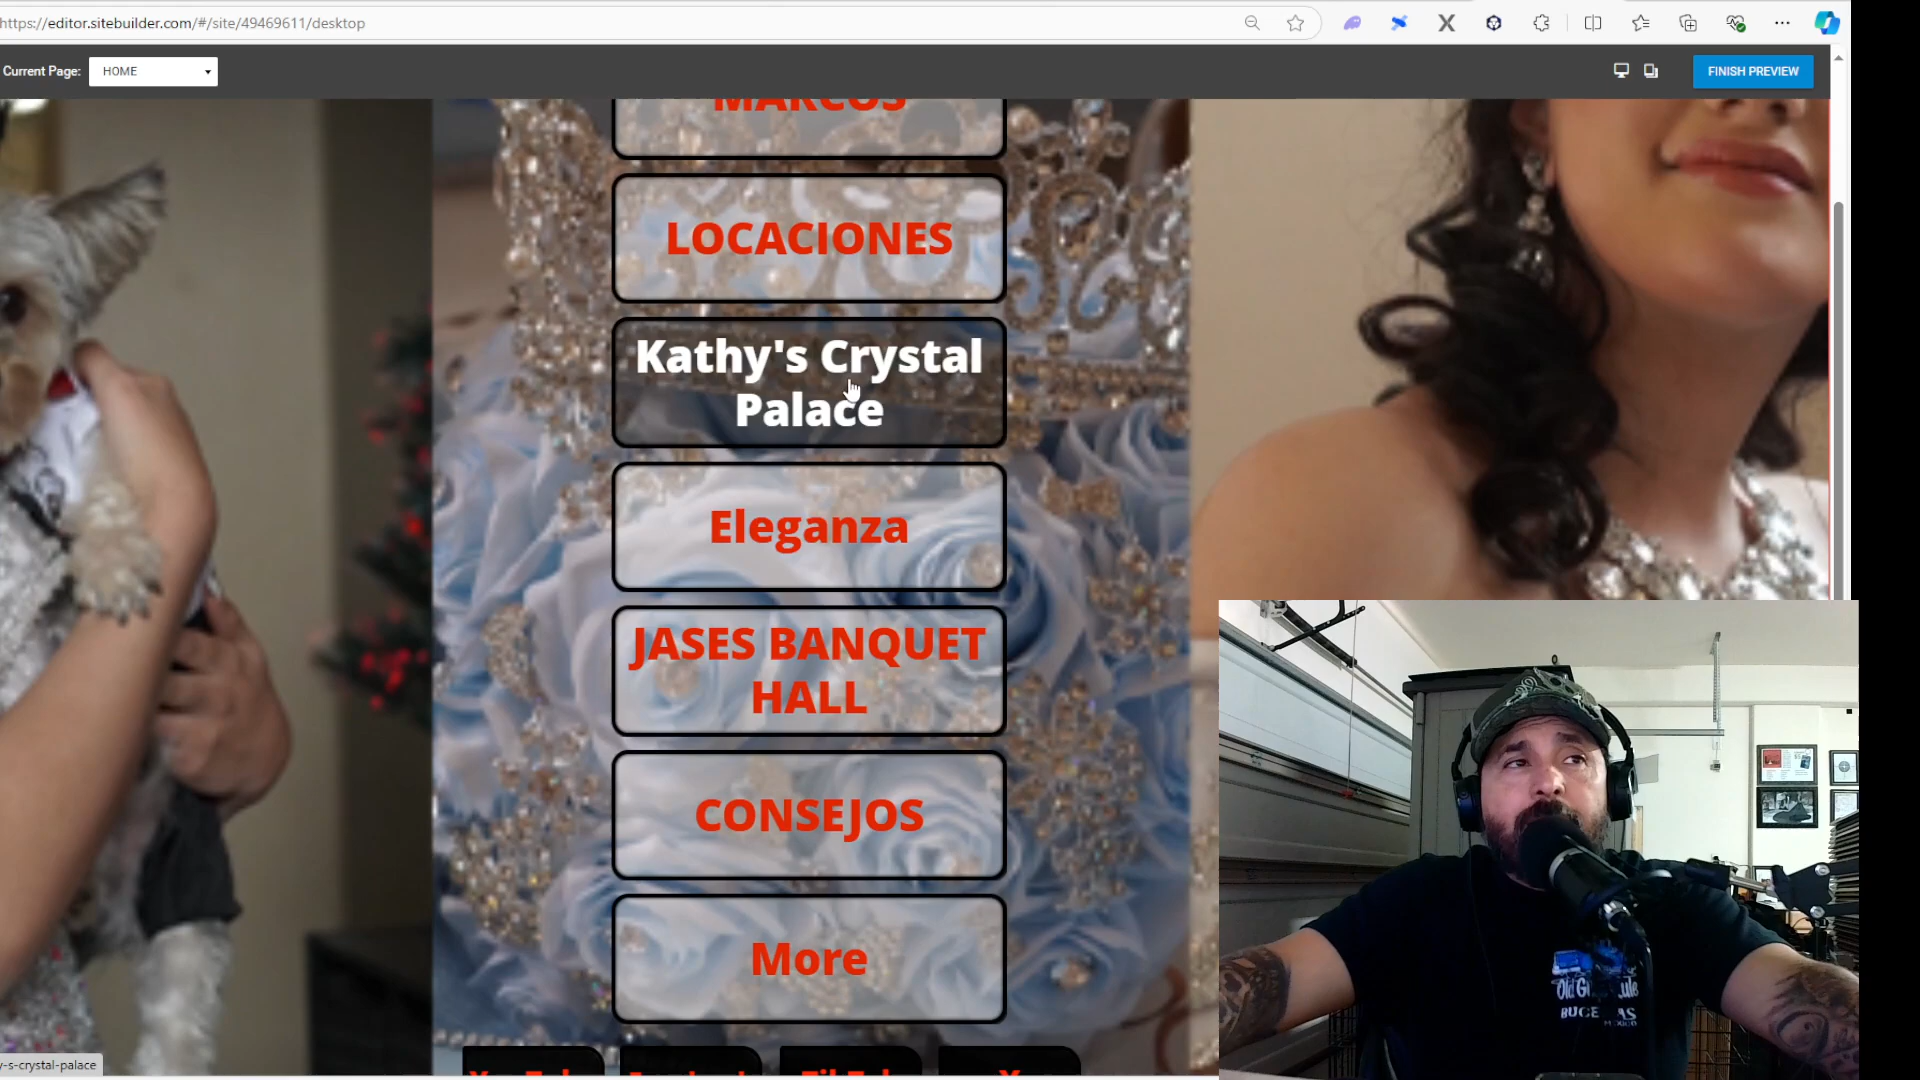 https://editor.sitebuilder.com/#/site/49469611/desktop
Current Page:
HOME
FINISH PREVIEW
MARCOS
LOCACIONES
Kathy's Crystal
Palace
Eleganza
JASES BANQUET
HALL
CONSEJOS
More
y-s-crystal-palace